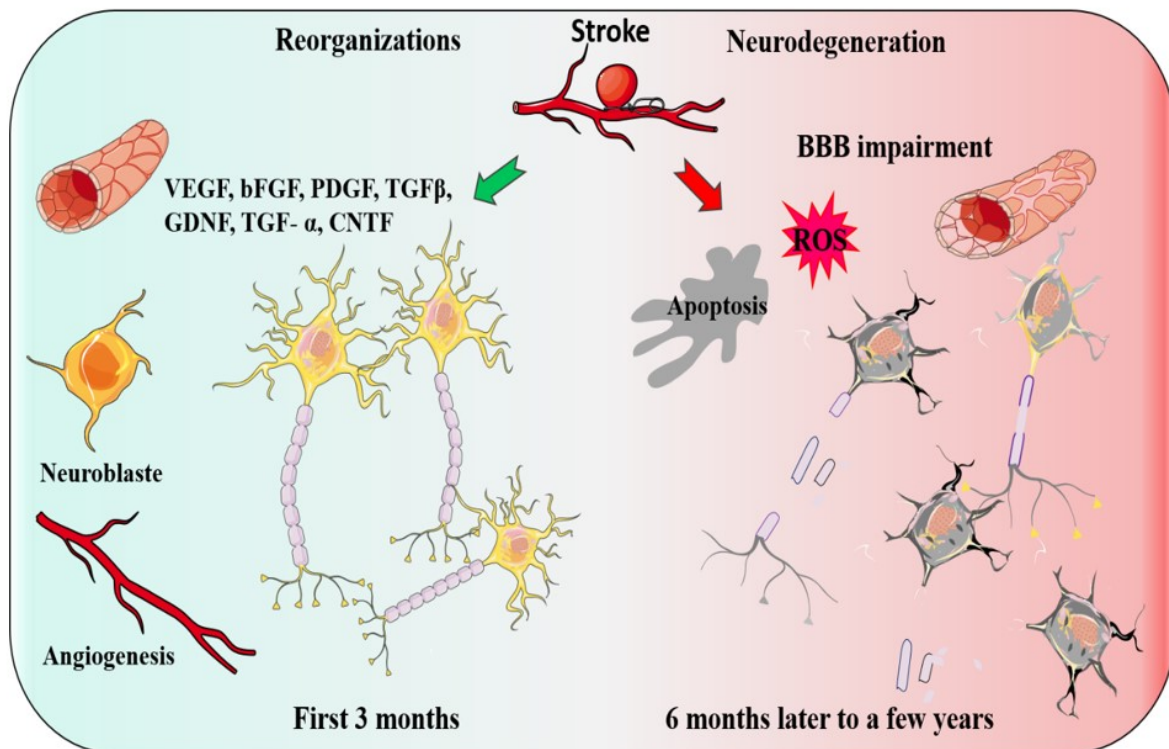 Stroke
Reorganizations
Neurodegeneration
BBB impairment
VEGF, bFGF, PDGF, TGFβ,
GDNF, TGF- α, CNTF
ROS
Apoptosis
Neuroblaste
Angiogenesis
First 3 months
6 months later to a few years